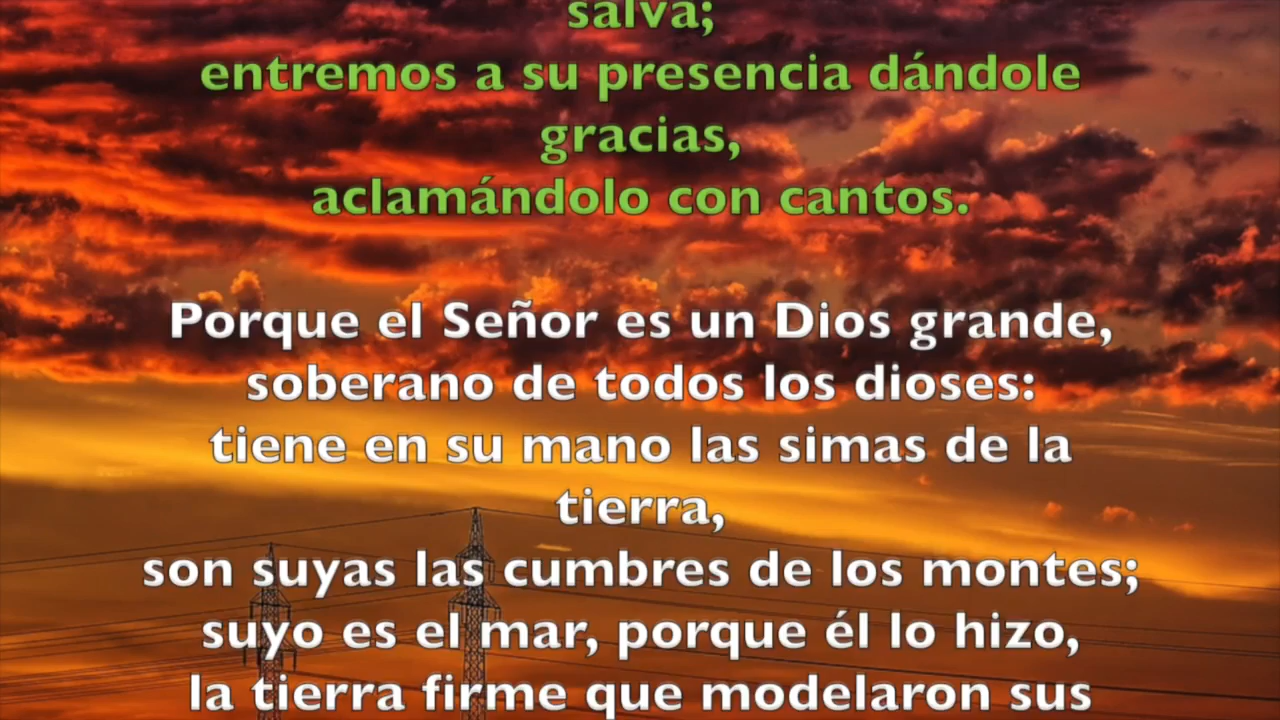 salva;
entremos a su presencia dándole
gracias,
aclamándolo con cantos.
Porque el Señor es un Dios grande,
soberano de todos los dioses:
tiene en su mano las simas de la
tierra,
son suyas las cumbres de los montes;
suyo es el mar, porque él lo hizo,
la tierra firme que modelaron sus